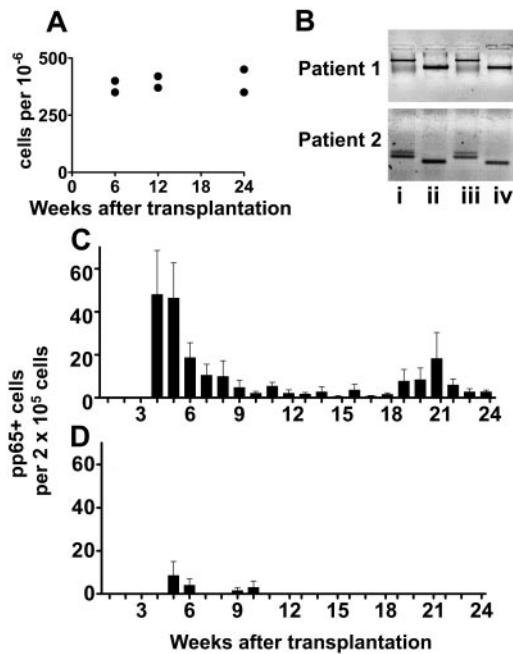 A
cells per 10-6
500
250
0
0 6 12 18 24
Weeks after transplantation
B
Patient 1
Patient 2
i ii iii iv
C
pp65+ cells
per 2 x 10⁵ cells
60
40
20
0
3 6 9 12 15 18 21 24
D
60
40
20
0
3 6 9 12 15 18 21 24
Weeks after transplantation